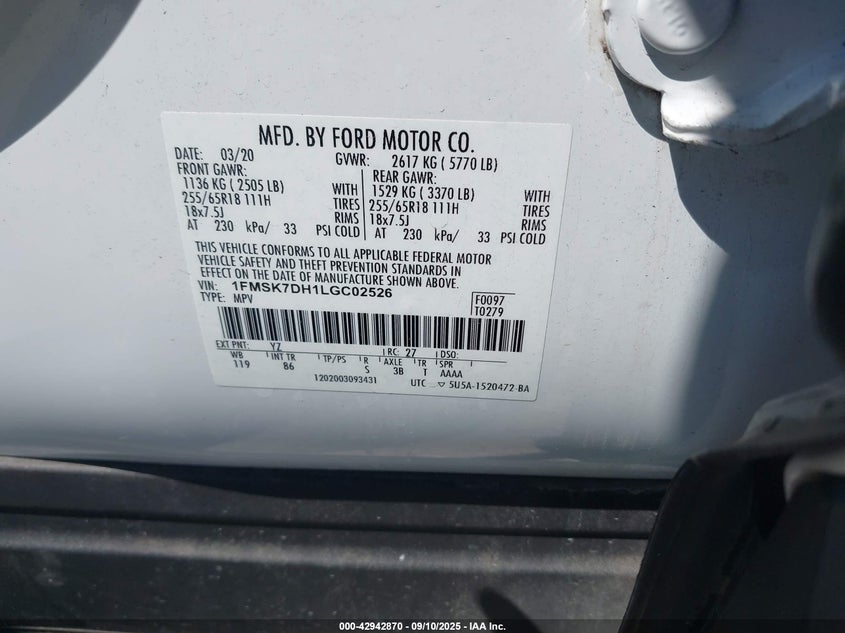 MFD. BY FORD MOTOR CO.
DATE: 03/20 GVWR: 2617 KG ( 5770 LB)
FRONT GAWR: REAR GAWR:
1136 KG ( 2505 LB) WITH 1529 KG ( 3370 LB) WITH
255/65R18 111H TIRES 255/65R18 111H TIRES
18x7.5J RIMS 18x7.5J RIMS
AT 230 kPa/ 33 PSI COLD AT 230 kPa/ 33 PSI COLD
THIS VEHICLE CONFORMS TO ALL APPLICABLE FEDERAL MOTOR
VEHICLE SAFETY AND THEFT PREVENTION STANDARDS IN
EFFECT ON THE DATE OF MANUFACTURE SHOWN ABOVE.
VIN: 1FMSK7DH1LGC02526 F0097
TYPE: MPV T0279
EXT PNT: YZ RC: 27 DSO:
WB INT TR TP/PS R AXLE TR SPR
119 86 S 3B T AAAA
1202003093431 UTC ▽ 5U5A-1520472-BA
000-42942870 - 09/10/2025 - IAA Inc.